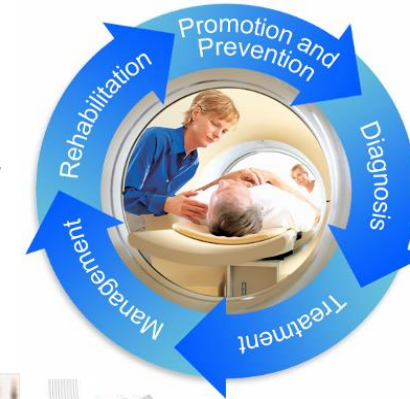 Promotion and
Prevention
Diagnosis
Treatment
Management
Rehabilitation